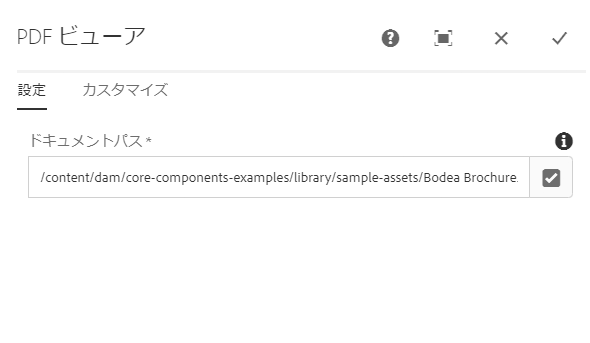 PDF ビューア
設定 カスタマイズ
ドキュメントパス *
/content/dam/core-components-examples/library/sample-assets/Bodea Brochure.